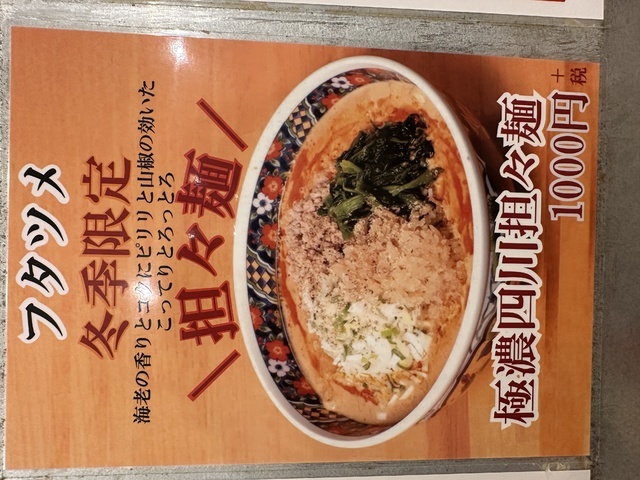 フタツメ
冬季限定
海老の香りとコクにピリリと山椒の効いた
こってりとろっとろ
＼担々麺／
極濃四川担々麺
1000円+税